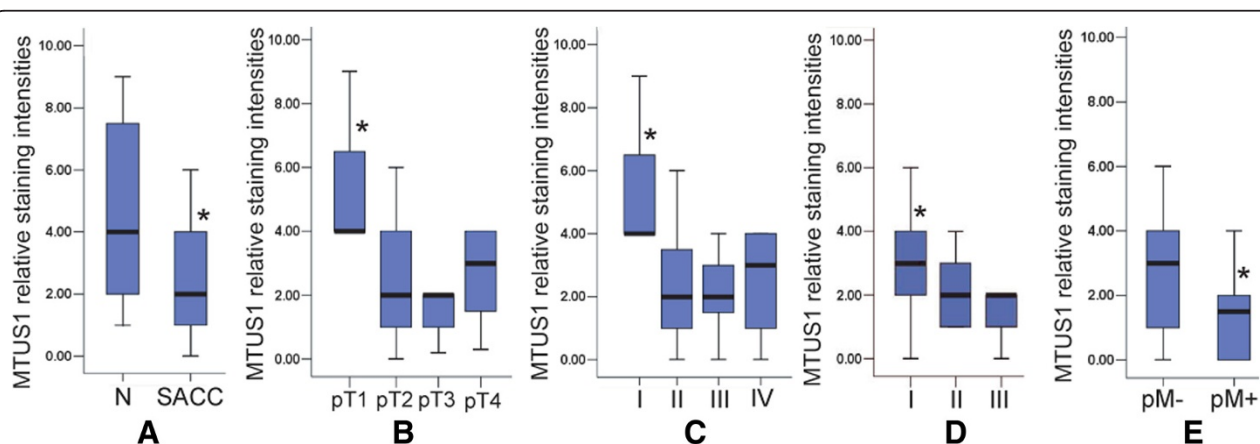 MTUS1 relative staining intensities
10.00
8.00
6.00
4.00
2.00
0.00
*
N SACC
A
MTUS1 relative staining intensities
10.00
8.00
6.00
4.00
2.00
0.00
*
pT1 pT2 pT3 pT4
B
MTUS1 relative staining intensities
10.00
8.00
6.00
4.00
2.00
0.00
*
I II III IV
C
MTUS1 relative staining intensities
10.00
8.00
6.00
4.00
2.00
0.00
*
I II III
D
MTUS1 relative staining intensities
10.00
8.00
6.00
4.00
2.00
0.00
*
pM- pM+
E